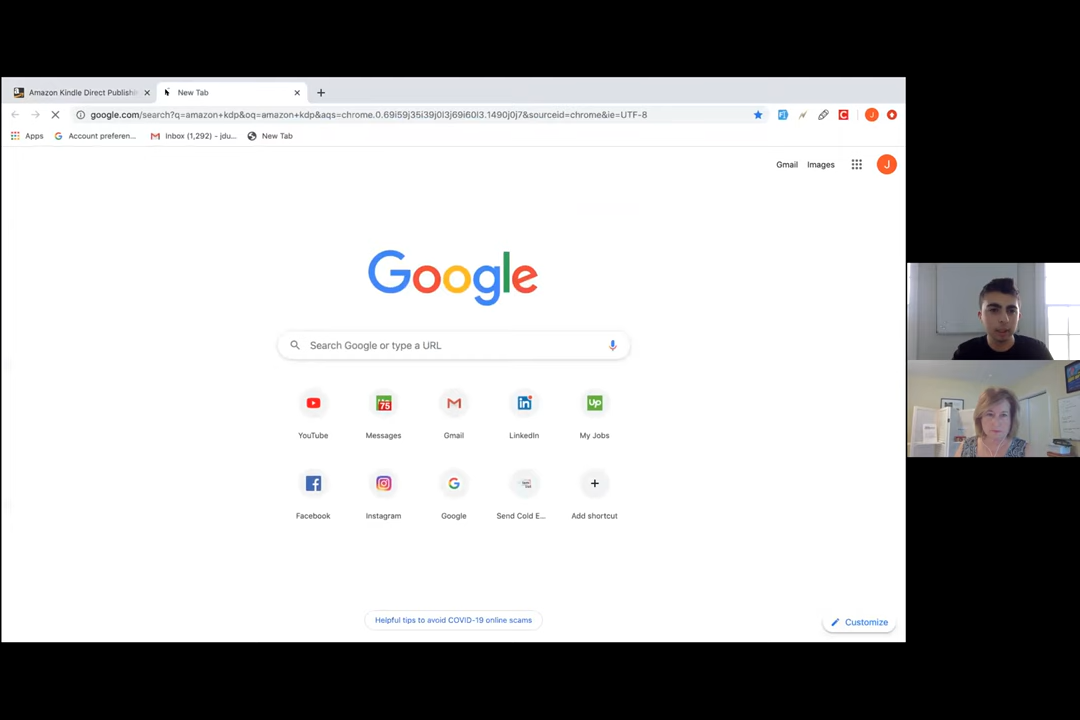 Amazon Kindle Direct Publishi
New Tab
google.com/search?q=amazon+kdp&oq=amazon+kdp&aqs=chrome.0.69i59j35i39j0l3j69i60l3.1490j0j7&sourceid=chrome&ie=UTF-8
Apps
Account preferen...
Inbox (1,292) - jdu...
New Tab
Gmail
Images
J
Google
Search Google or type a URL
YouTube
Messages
Gmail
LinkedIn
My Jobs
Facebook
Instagram
Google
Send Cold E...
Add shortcut
Helpful tips to avoid COVID-19 online scams
Customize